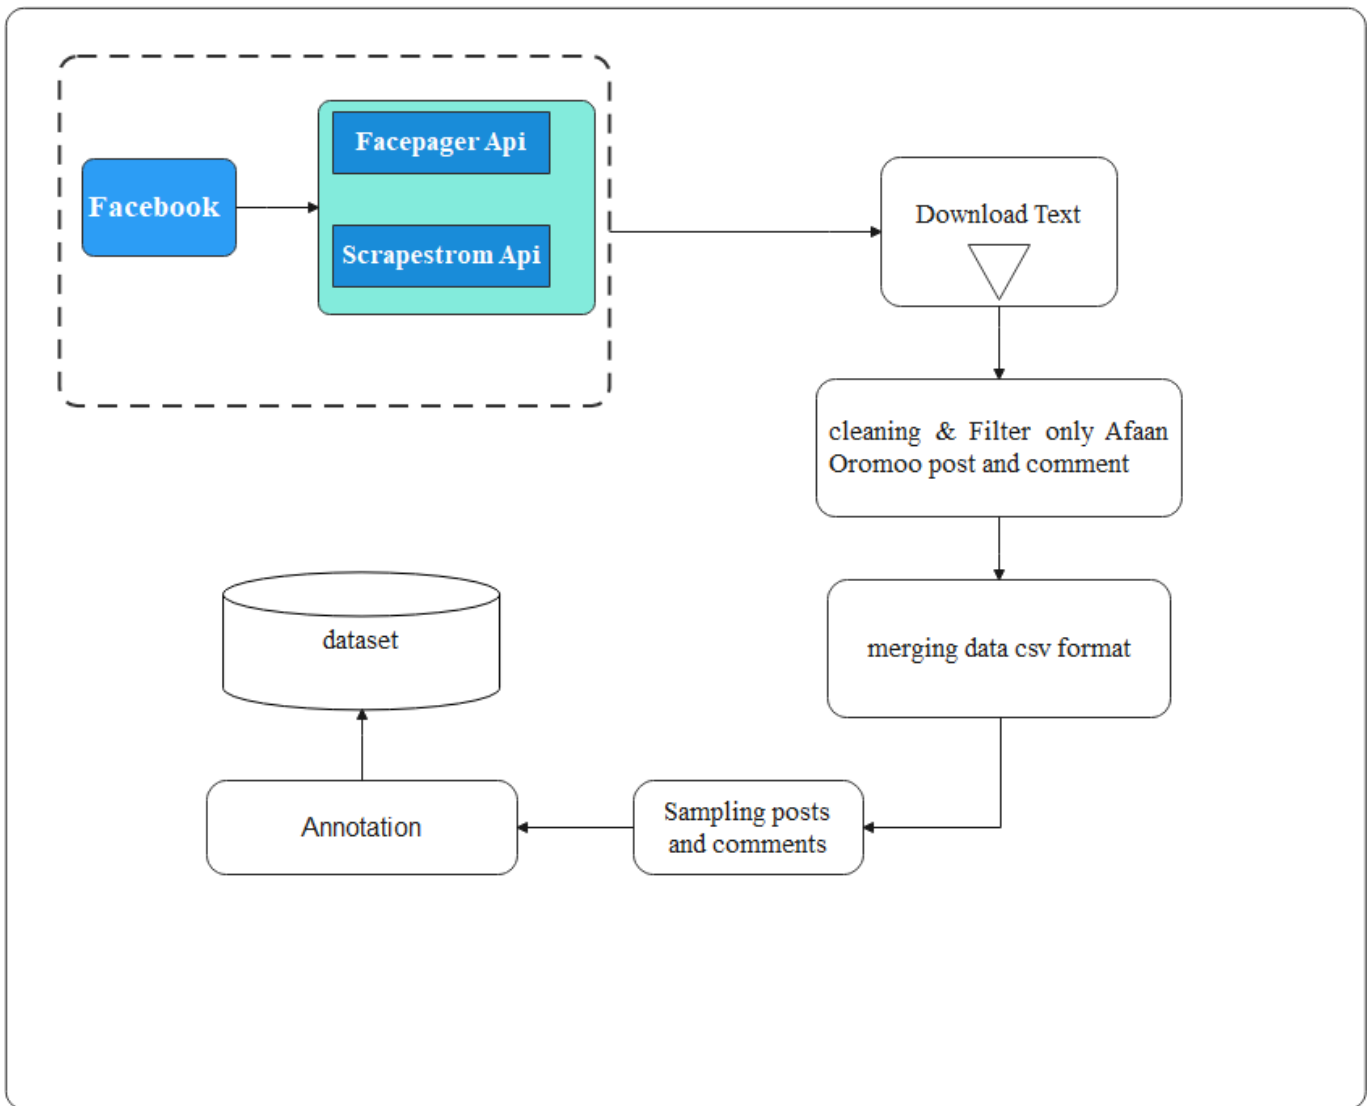 Facebook
Facepager Api
Scrapestrom Api
Download Text
cleaning & Filter only Afaan
Oromoo post and comment
merging data csv format
Sampling posts
and comments
Annotation
dataset